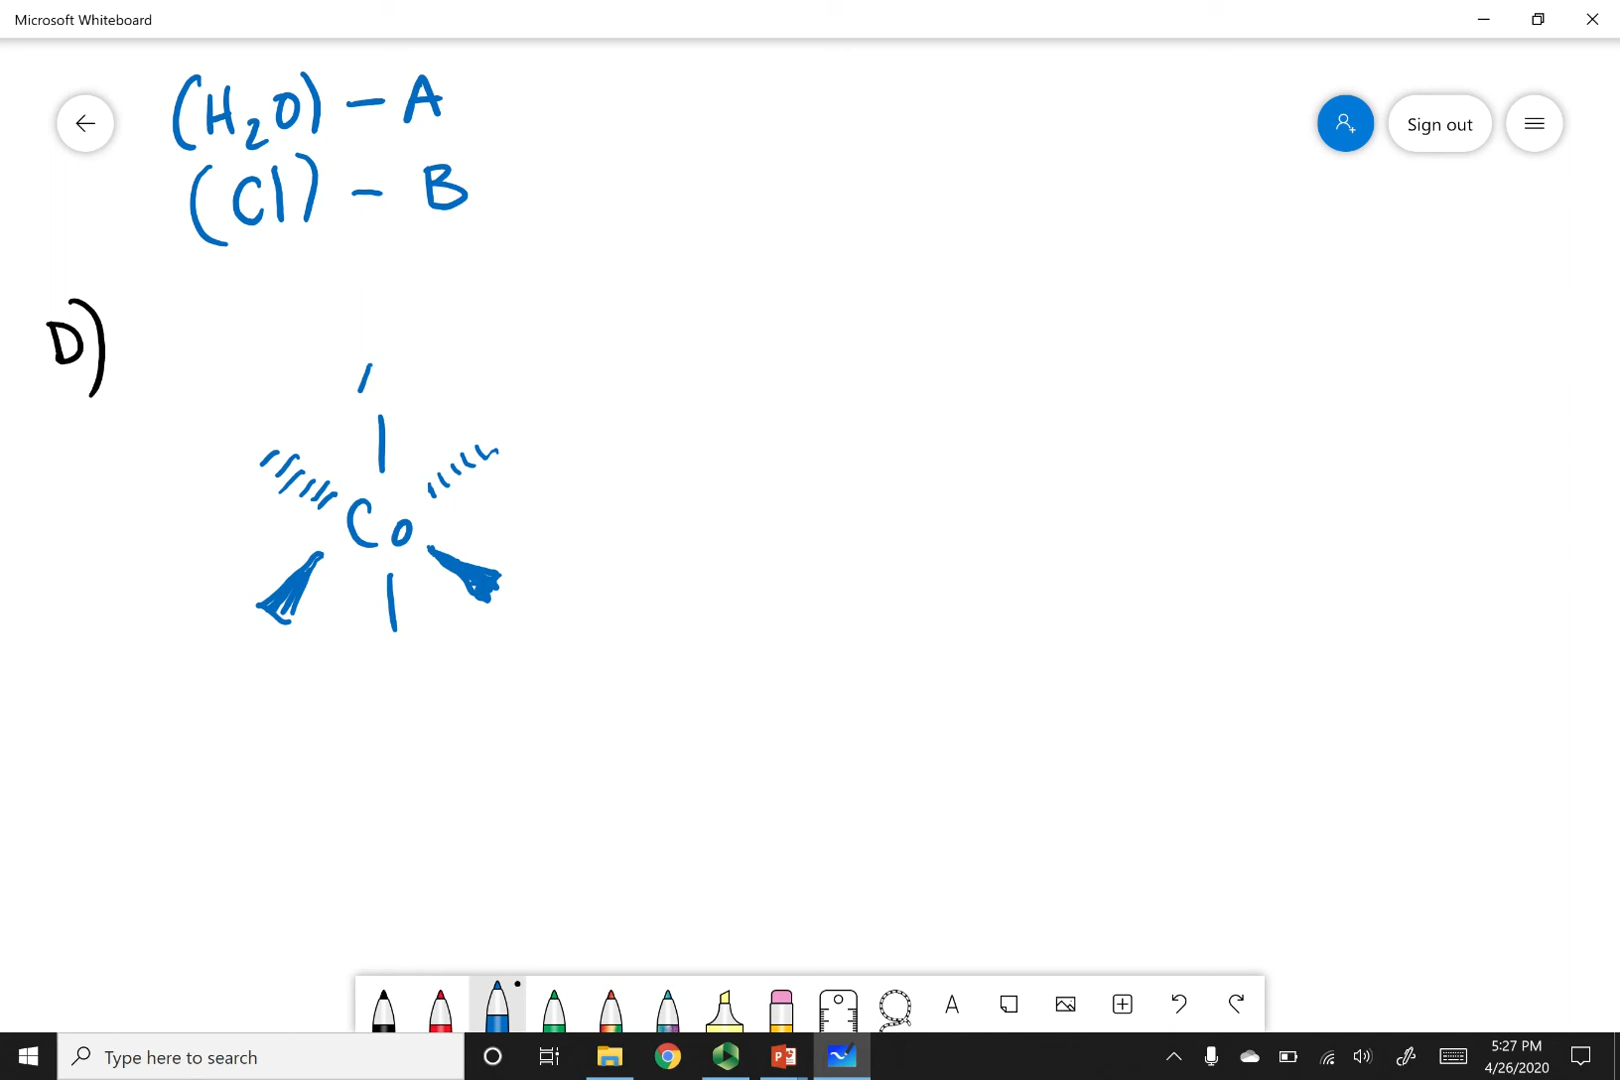 Microsoft Whiteboard
(H₂O) - A
(Cl) - B
Sign out
D)
Co
A
Type here to search
5:27 PM
4/26/2020